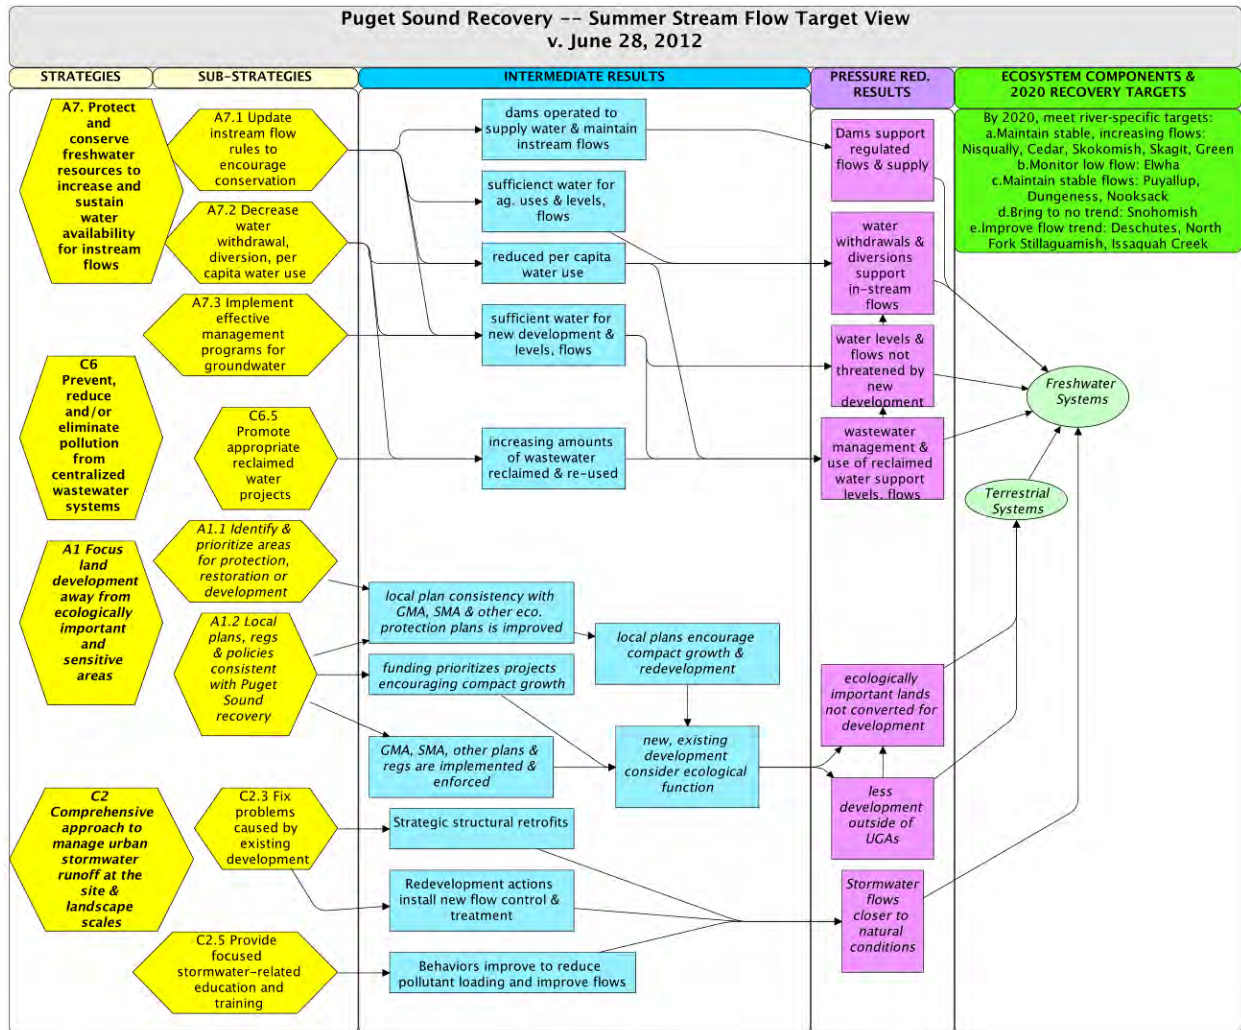 Puget Sound Recovery -- Summer Stream Flow Target View
v. June 28, 2012
STRATEGIES
SUB-STRATEGIES
INTERMEDIATE RESULTS
PRESSURE RED.
RESULTS
ECOSYSTEM COMPONENTS &
2020 RECOVERY TARGETS
A7. Protect
and
conserve
freshwater
resources to
increase and
sustain
water
availability
for instream
flows
C6
Prevent,
reduce
and/or
eliminate
pollution
from
centralized
wastewater
systems
A1 Focus
land
development
away from
ecologically
important
and
sensitive
areas
C2
Comprehensive
approach to
manage urban
stormwater
runoff at the
site &
landscape
scales
A7.1 Update
instream flow
rules to
encourage
conservation
A7.2 Decrease
water
withdrawal,
diversion, per
capita water use
A7.3 Implement
effective
management
programs for
groundwater
C6.5
Promote
appropriate
reclaimed
water
projects
A1.1 Identify &
prioritize areas
for protection,
restoration or
development
A1.2 Local
plans, regs
& policies
consistent
with Puget
Sound
recovery
C2.3 Fix
problems
caused by
existing
development
C2.5 Provide
focused
stormwater-related
education and
training
dams operated to
supply water & maintain
instream flows
sufficienct water for
ag. uses & levels,
flows
reduced per capita
water use
sufficient water for
new development &
levels, flows
increasing amounts
of wastewater
reclaimed & re-used
local plan consistency with
GMA, SMA & other eco.
protection plans is improved
funding prioritizes projects
encouraging compact growth
GMA, SMA, other plans &
regs are implemented &
enforced
local plans encourage
compact growth &
redevelopment
new, existing
development
consider ecological
function
Strategic structural retrofits
Redevelopment actions
install new flow control &
treatment
Behaviors improve to reduce
pollutant loading and improve flows
Dams support
regulated
flows & supply
water
withdrawals &
diversions
support
in-stream
flows
water levels &
flows not
threatened by
new
development
wastewater
management &
use of reclaimed
water support
levels, flows
ecologically
important lands
not converted for
development
less
development
outside of
UGAs
Stormwater
flows
closer to
natural
conditions
By 2020, meet river-specific targets:
a.Maintain stable, increasing flows:
Nisqually, Cedar, Skokomish, Skagit, Green
b.Monitor low flow: Elwha
c.Maintain stable flows: Puyallup,
Dungeness, Nooksack
d.Bring to no trend: Snohomish
e.Improve flow trend: Deschutes, North
Fork Stillaguamish, Issaquah Creek
Freshwater
Systems
Terrestrial
Systems